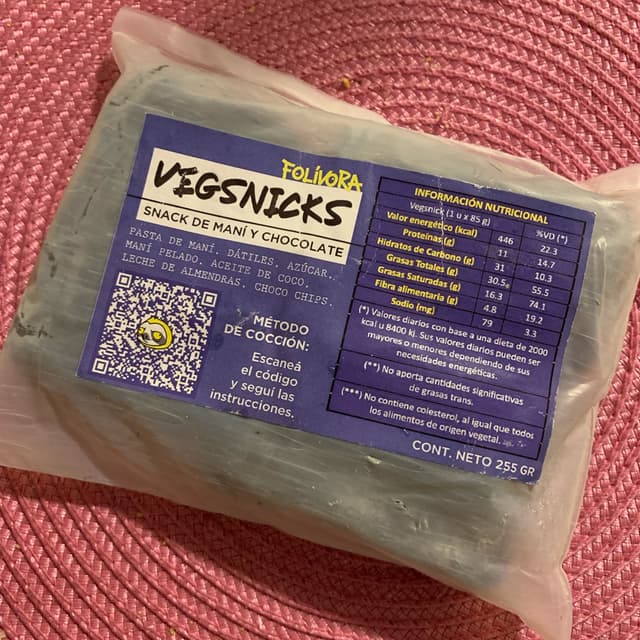 FOLÍVORA
VEGSNICKS
SNACK DE MANÍ Y CHOCOLATE
PASTA DE MANÍ. DÁTILES. AZÚCAR.
MANÍ PELADO. ACEITE DE COCO.
LECHE DE ALMENDRAS. CHOCO CHIPS.
MÉTODO
DE COCCIÓN:
Escaneá
el código
y seguí las
instrucciones.
INFORMACIÓN NUTRICIONAL
Vegsnick (1 u x 85 g) %VD (*)
Valor energético (kcal) 446 22.3
Proteínas (g) 11 14.7
Hidratos de Carbono (g) 31 10.3
Grasas Totales (g) 30.5 55.5
Grasas Saturadas (g) 16.3 74.1
Fibra alimentaria (g) 4.8 19.2
Sodio (mg) 79 3.3
(*) Valores diarios con base a una dieta de 2000
kcal u 8400 kj. Sus valores diarios pueden ser
mayores o menores dependiendo de sus
necesidades energéticas.
(**) No aporta cantidades significativas
de grasas trans.
(***) No contiene colesterol, al igual que todos
los alimentos de origen vegetal.
CONT. NETO 255 GR